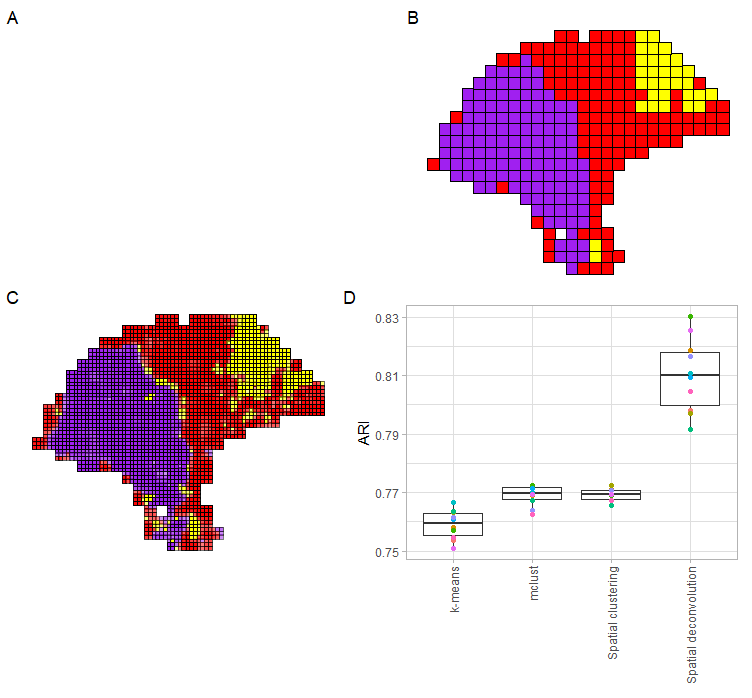 A
B
C
D
0.83
0.81
0.79
0.77
0.75
ARI
k-means
mclust
Spatial clustering
Spatial deconvolution